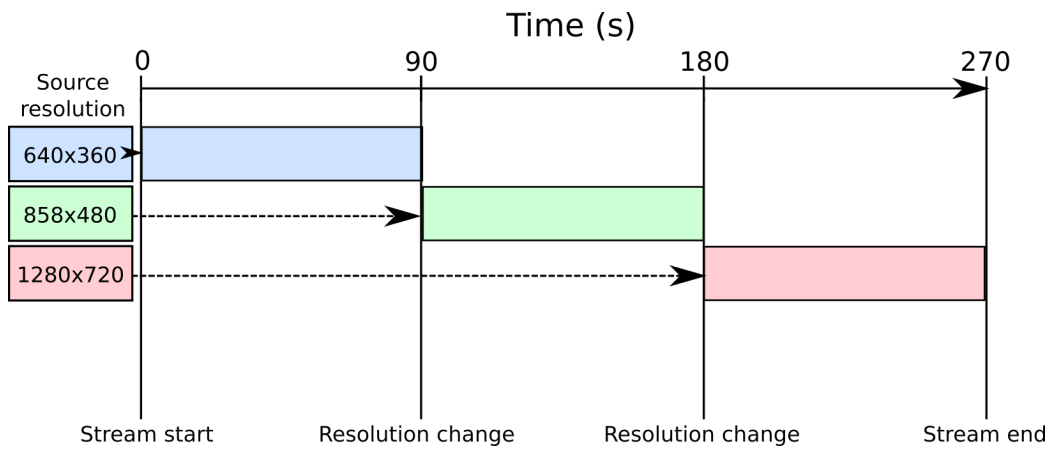 Time (s)
0 90 180 270
Source
resolution
640x360
858x480
1280x720
Stream start Resolution change Resolution change Stream end